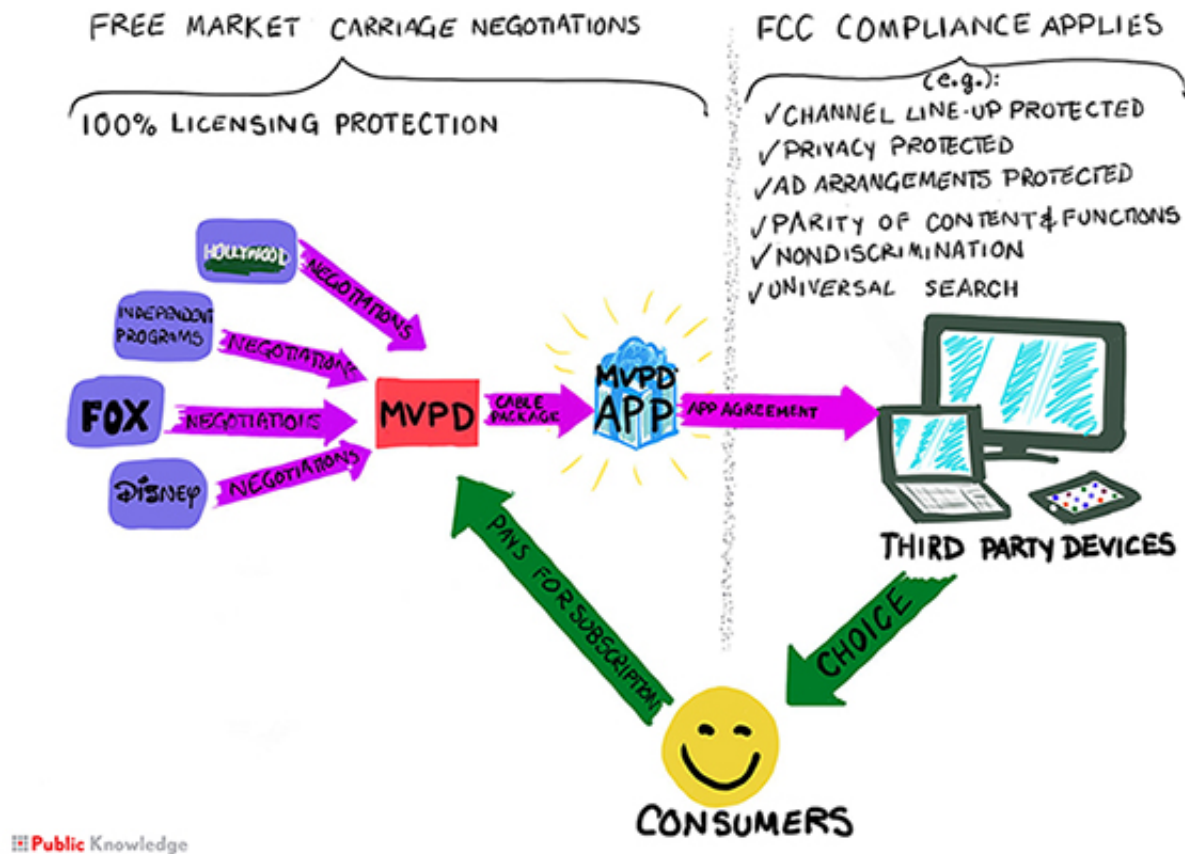 FREE MARKET CARRIAGE NEGOTIATIONS
100% LICENSING PROTECTION
FCC COMPLIANCE APPLIES
(e.g.):
✓CHANNEL LINE-UP PROTECTED
✓PRIVACY PROTECTED
✓AD ARRANGEMENTS PROTECTED
✓PARITY OF CONTENT & FUNCTIONS
✓NONDISCRIMINATION
✓UNIVERSAL SEARCH
HOLLYWOOD
NEGOTIATIONS
INDEPENDENT
PROGRAMS
NEGOTIATIONS
FOX
NEGOTIATIONS
DISNEY
NEGOTIATIONS
MVPD
CABLE
PACKAGE
MVPD
APP
APP AGREEMENT
THIRD PARTY DEVICES
PAYS FOR SUBSCRIPTION
CHOICE
CONSUMERS
Public Knowledge